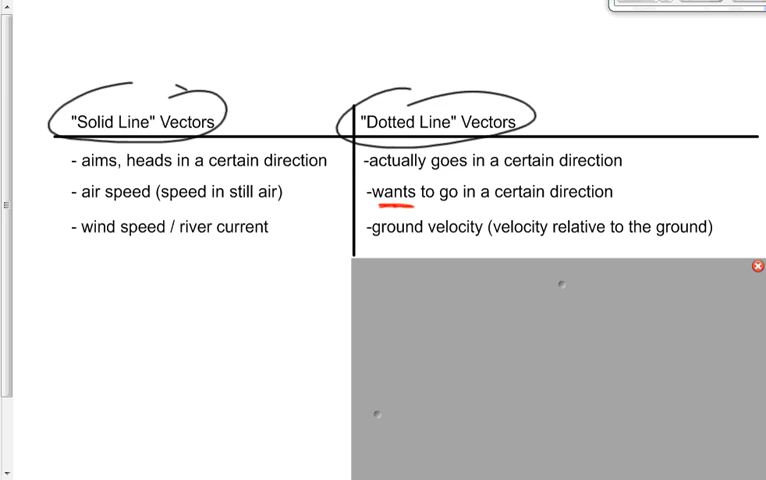 "Solid Line" Vectors
"Dotted Line" Vectors
- aims, heads in a certain direction
-actually goes in a certain direction
- air speed (speed in still air)
-wants to go in a certain direction
- wind speed / river current
-ground velocity (velocity relative to the ground)